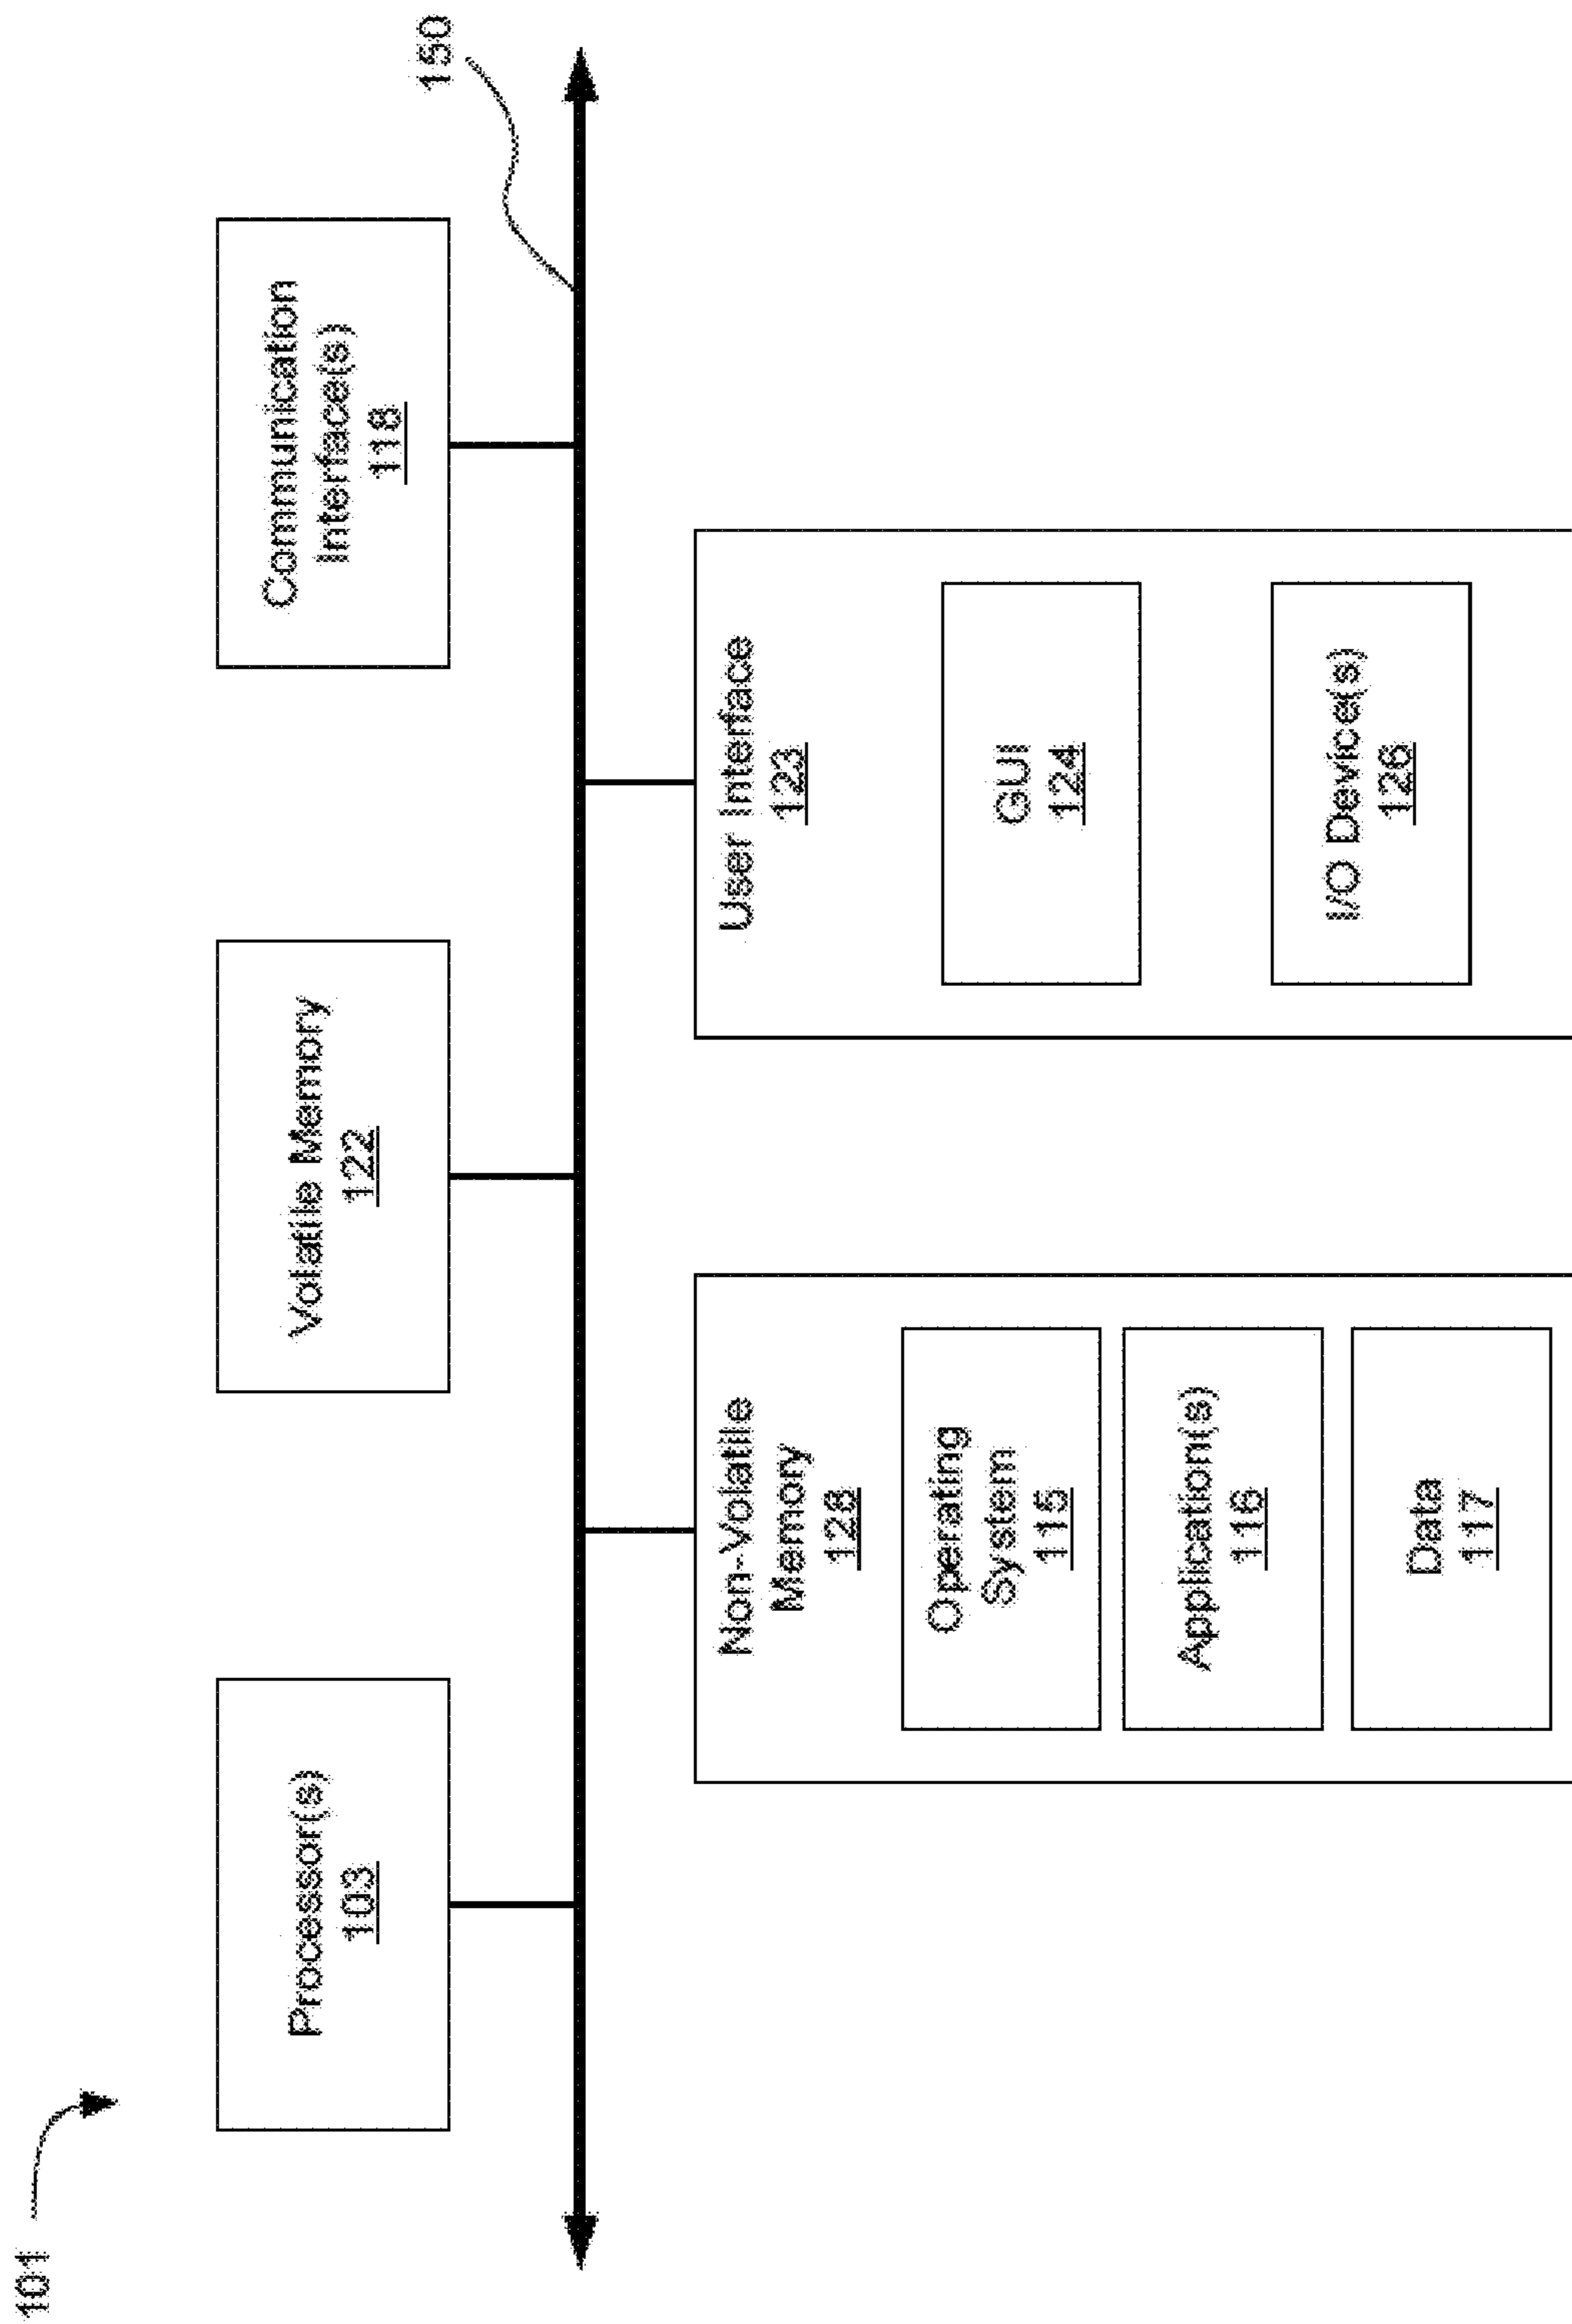 101
Processor(s)
103
Volatile Memory
122
Communication
Interface(s)
118
150
Non-Volatile
Memory
128
Operating
System
115
Application(s)
116
Data
117
User Interface
123
GUI
124
I/O Device(s)
126